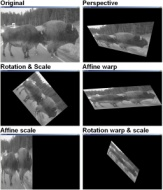 Original
Perspective
Rotation & Scale
Affine warp
Affine scale
Rotation warp & scale